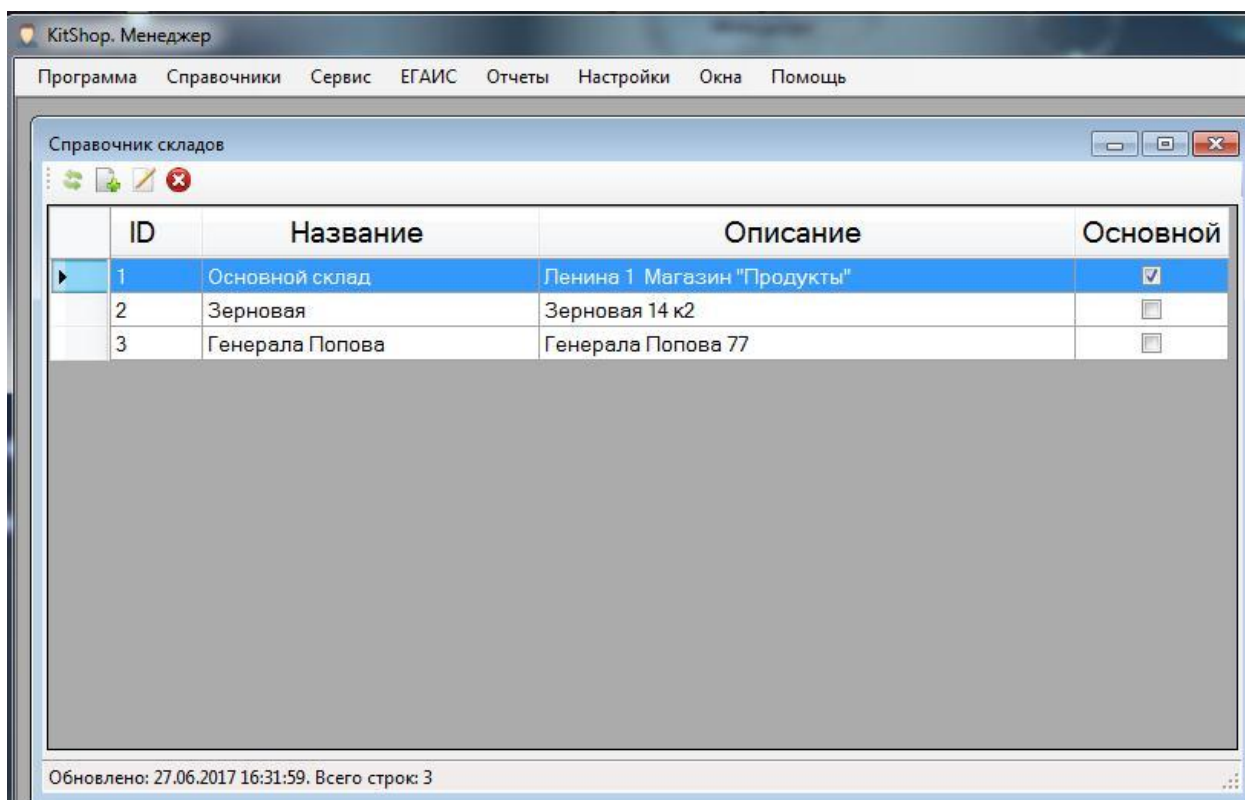 KitShop. Менеджер
Программа Справочники Сервис ЕГАИС Отчеты Настройки Окна Помощь
Справочник складов
ID Название Описание Основной
1 Основной склад Ленина 1 Магазин "Продукты"
2 Зерновая Зерновая 14 к2
3 Генерала Попова Генерала Попова 77
Обновлено: 27.06.2017 16:31:59. Всего строк: 3